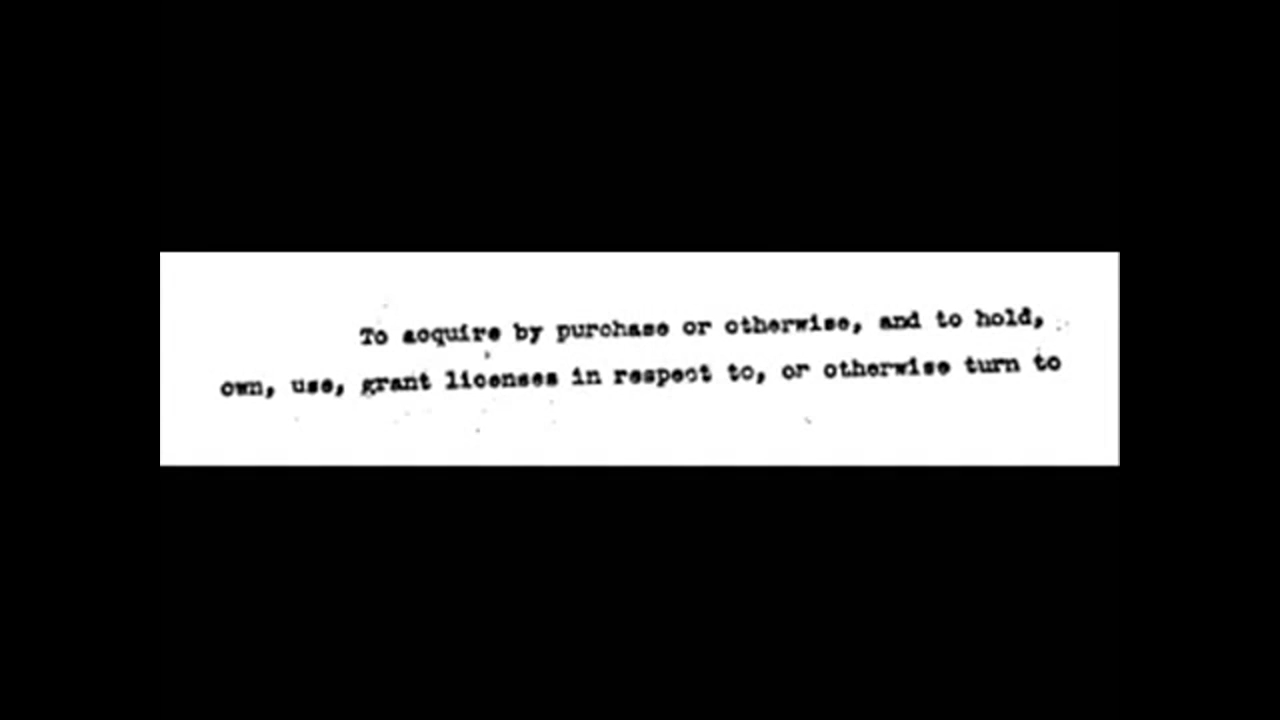 To acquire by purchase or otherwise, and to hold,
own, use, grant licenses in respect to, or otherwise turn to